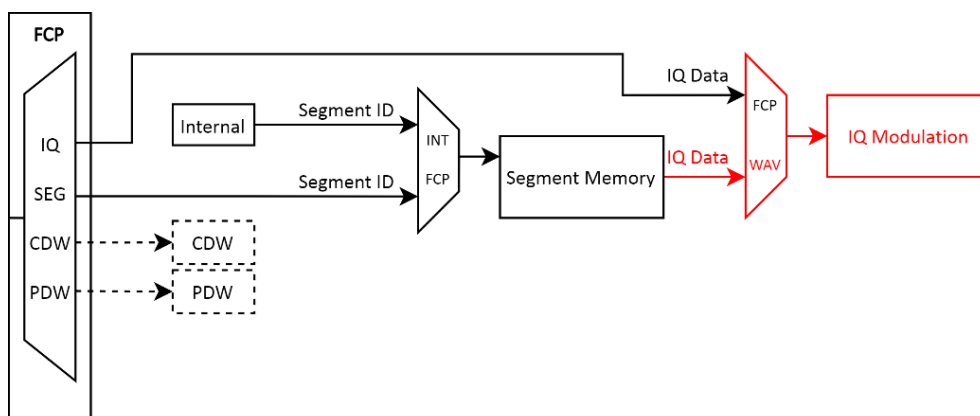 FCP
IQ
SEG
CDW
PDW
Internal
Segment ID
Segment ID
CDW
PDW
INT
FCP
Segment Memory
IQ Data
IQ Data
FCP
WAV
IQ Modulation